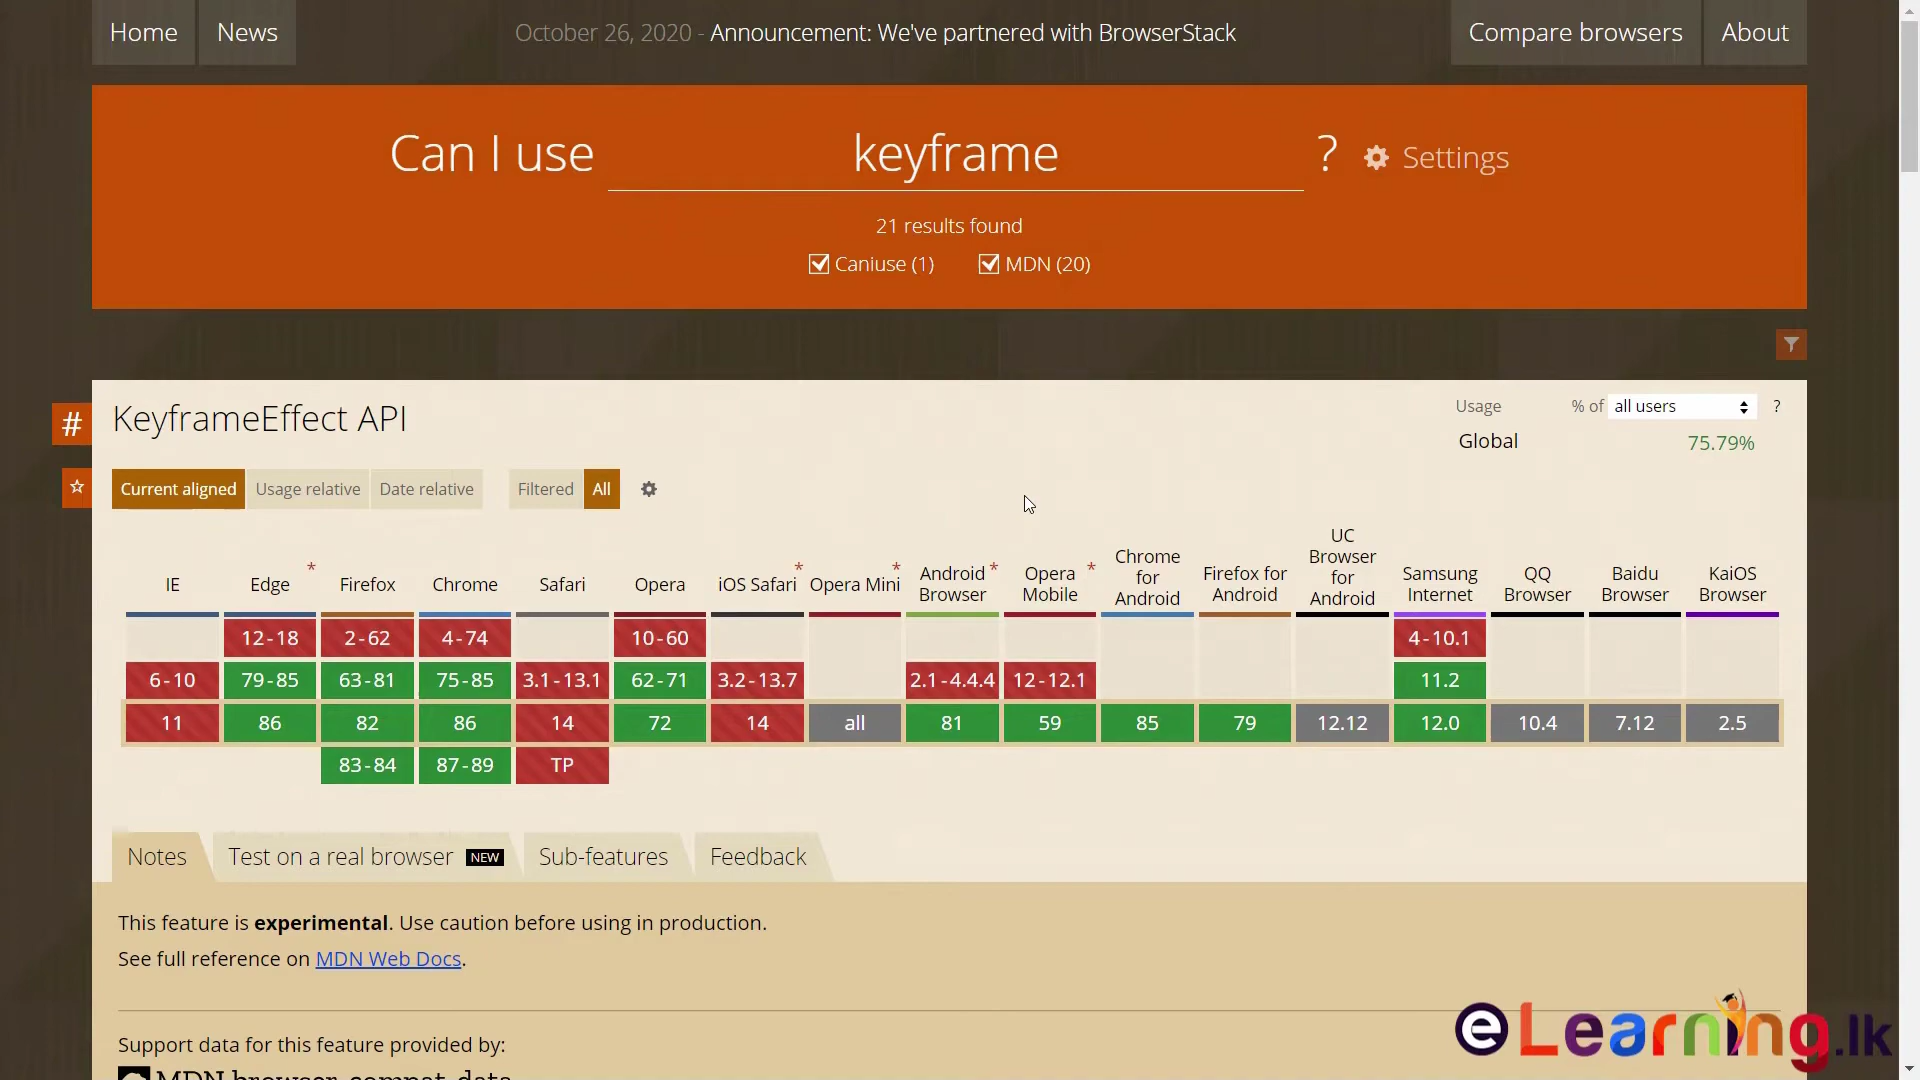 Home News October 26, 2020 - Announcement: We've partnered with BrowserStack Compare browsers About
Can I use keyframe ? Settings
21 results found
Caniuse (1) MDN (20)
# KeyframeEffect API
Usage % of all users ?
Global 75.79%
Current aligned Usage relative Date relative Filtered All
IE
Edge *
Firefox
Chrome
Safari
Opera
iOS Safari *
Opera Mini *
Android Browser *
Opera Mobile *
Chrome for Android
Firefox for Android
UC Browser for Android
Samsung Internet
QQ Browser
Baidu Browser
KaiOS Browser
12-18 2-62 4-74 10-60 4-10.1
6-10 79-85 63-81 75-85 3.1-13.1 62-71 3.2-13.7 2.1-4.4.4 12-12.1 11.2
11 86 82 86 14 72 14 all 81 59 85 79 12.12 12.0 10.4 7.12 2.5
83-84 87-89 TP
Notes Test on a real browser NEW Sub-features Feedback
This feature is experimental. Use caution before using in production.
See full reference on MDN Web Docs.
Support data for this feature provided by:
MDN browser-compat-data
eLearning.lk